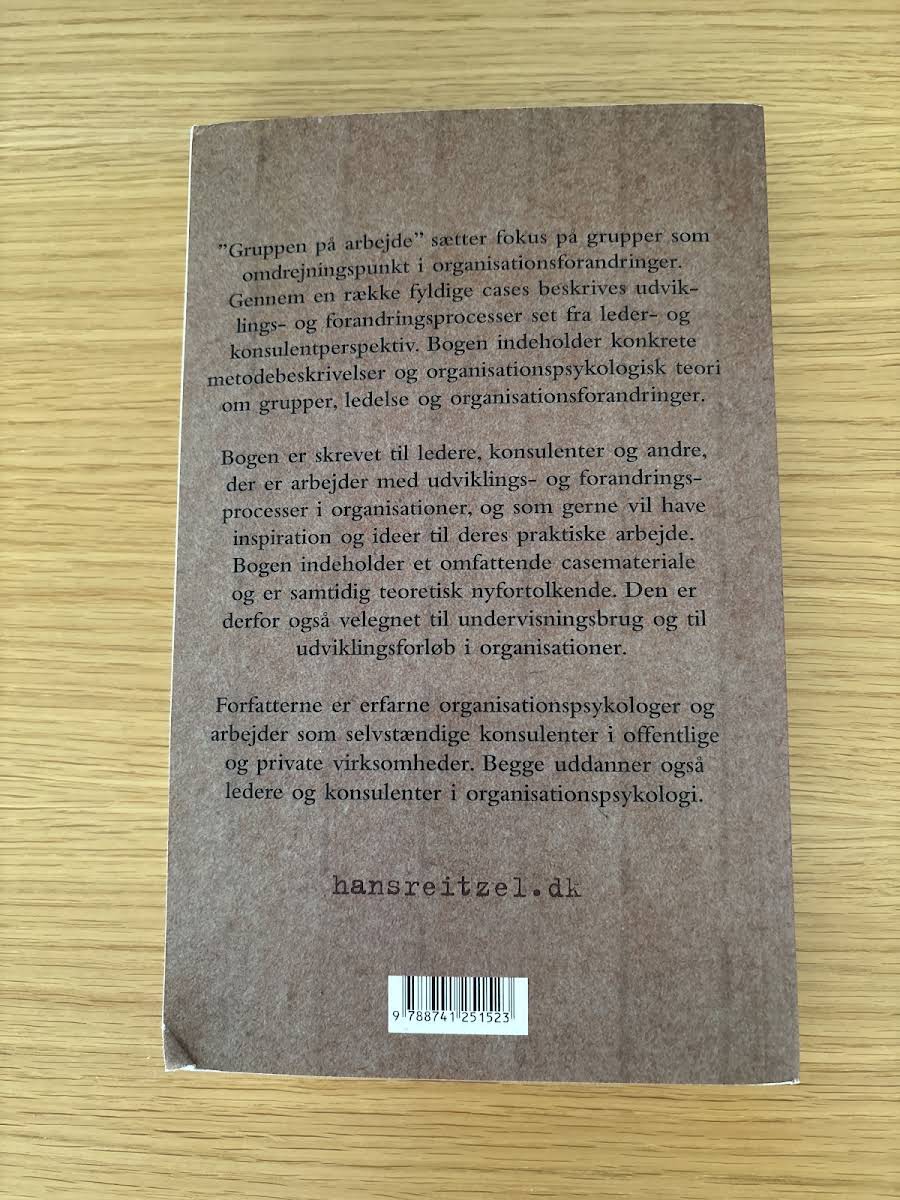 ”Gruppen på arbejde” sætter fokus på grupper som
omdrejningspunkt i organisationsforandringer.
Gennem en række fyldige cases beskrives udvik-
lings- og forandringsprocesser set fra leder- og
konsulentperspektiv. Bogen indeholder konkrete
metodebeskrivelser og organisationspsykologisk teori
om grupper, ledelse og organisationsforandringer.
Bogen er skrevet til ledere, konsulenter og andre,
der er arbejder med udviklings- og forandrings-
processer i organisationer, og som gerne vil have
inspiration og ideer til deres praktiske arbejde.
Bogen indeholder et omfattende casemateriale
og er samtidig teoretisk nyfortolkende. Den er
derfor også velegnet til undervisningsbrug og til
udviklingsforløb i organisationer.
Forfatterne er erfarne organisationspsykologer og
arbejder som selvstændige konsulenter i offentlige
og private virksomheder. Begge uddanner også
ledere og konsulenter i organisationspsykologi.
hansreitzel.dk
9 788741 251523